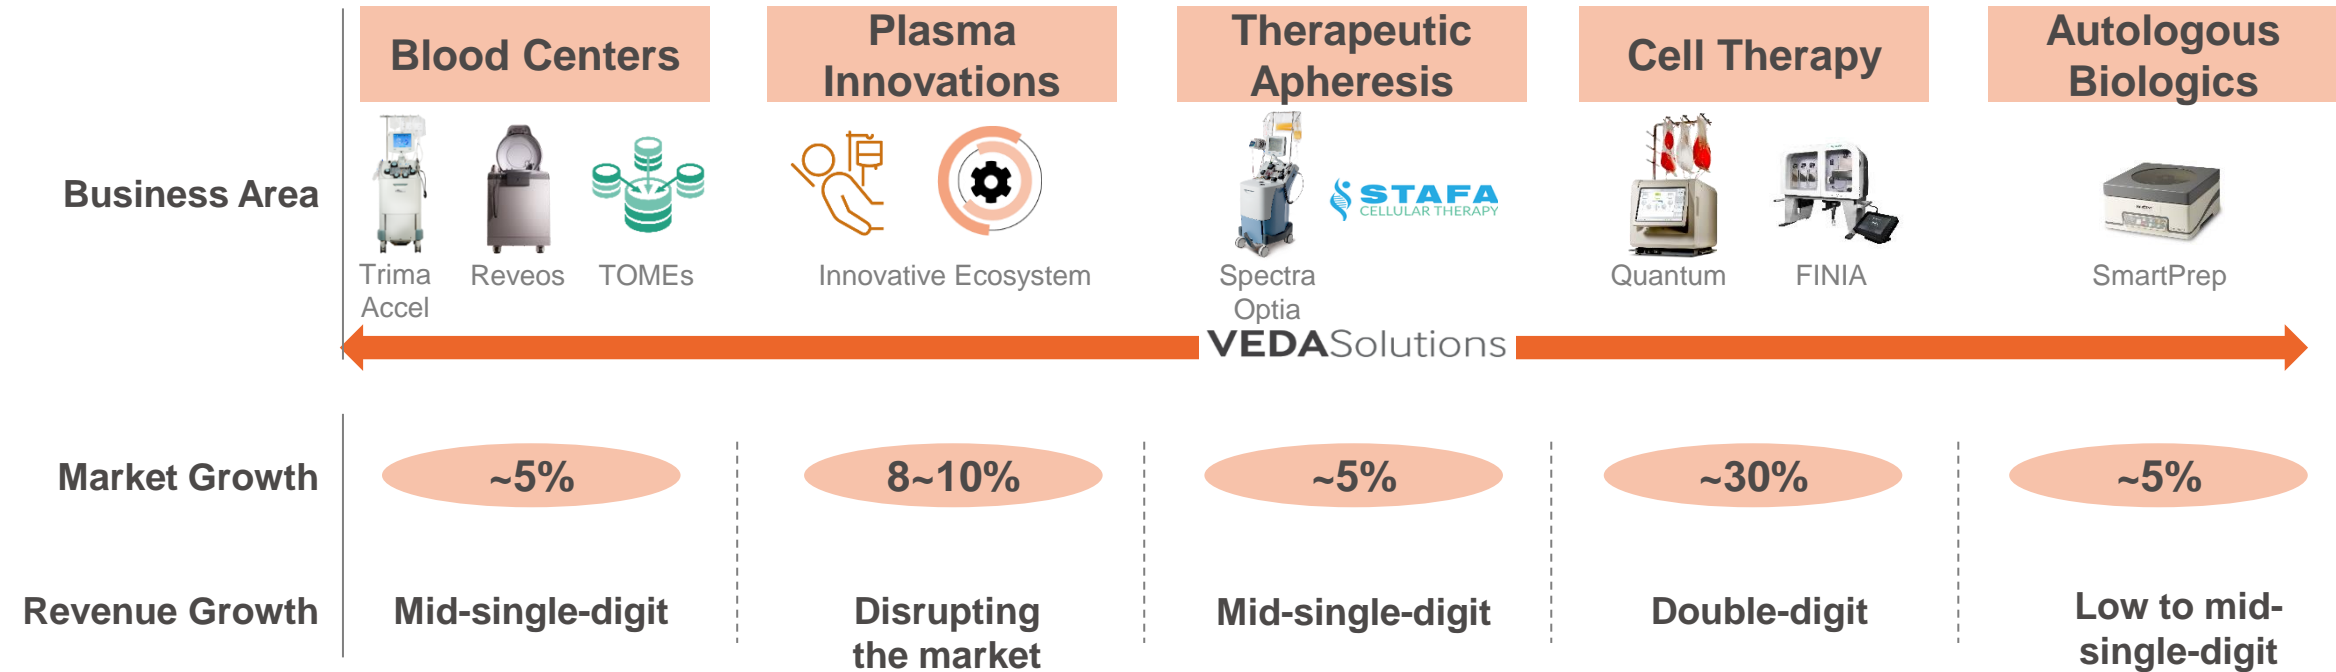 Blood Centers
Plasma
Innovations
Therapeutic
Apheresis
Cell Therapy
Autologous
Biologics
Business Area
STAFA
CELLULAR THERAPY
Trima
Accel
Reveos
TOMEs
Innovative Ecosystem
Spectra
Optia
Quantum
FINIA
SmartPrep
VEDASolutions
Market Growth
~5%
8~10%
~5%
~30%
~5%
Revenue Growth
Mid-single-digit
Disrupting
the market
Mid-single-digit
Double-digit
Low to mid-
single-digit